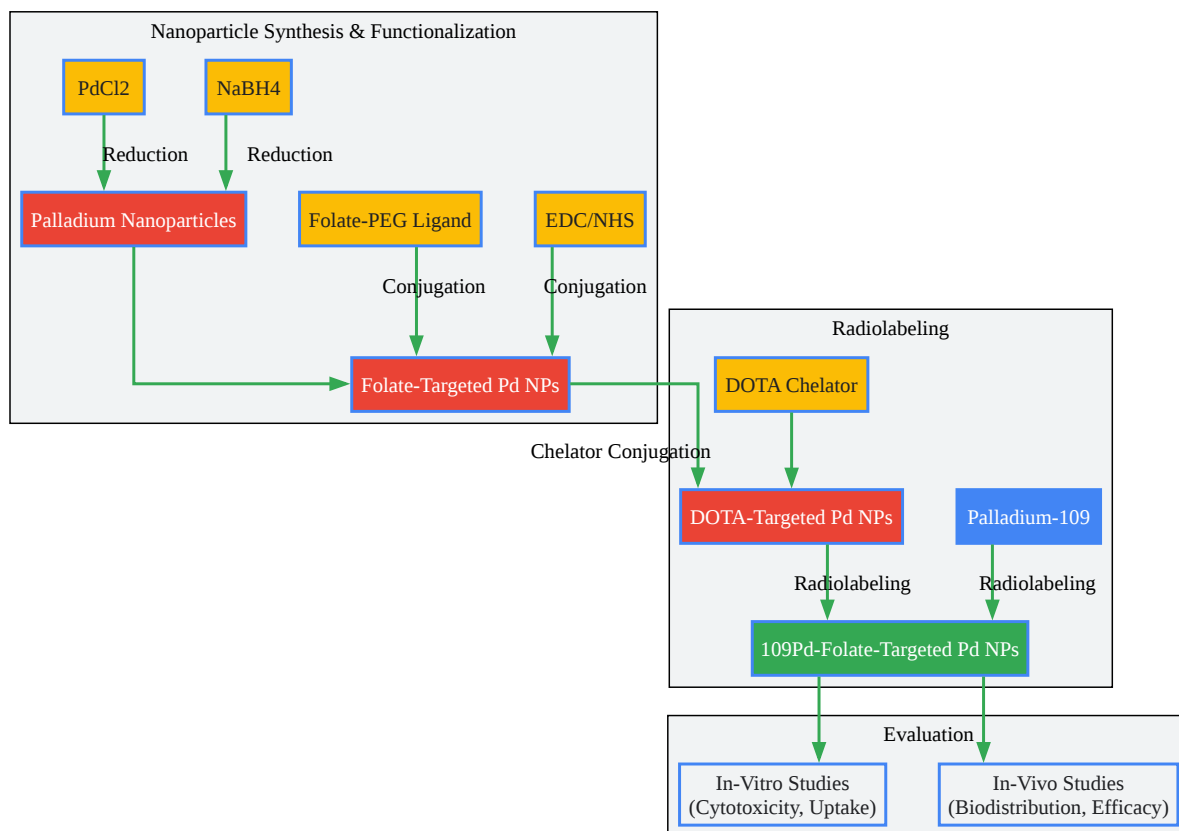 Nanoparticle Synthesis & Functionalization
PdCl2
NaBH4
Reduction
Reduction
Palladium Nanoparticles
Folate-PEG Ligand
EDC/NHS
Conjugation
Conjugation
Radiolabeling
Folate-Targeted Pd NPs
DOTA Chelator
Chelator Conjugation
DOTA-Targeted Pd NPs
Palladium-109
Radiolabeling
Radiolabeling
109Pd-Folate-Targeted Pd NPs
Evaluation
In-Vitro Studies
(Cytotoxicity, Uptake)
In-Vivo Studies
(Biodistribution, Efficacy)